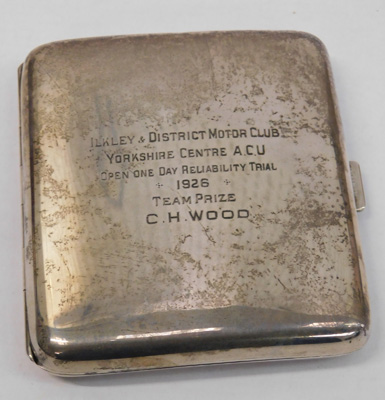 ILKLEY & DISTRICT MOTOR CLUB
YORKSHIRE CENTRE A.C.U
OPEN ONE DAY RELIABILITY TRIAL
1926
TEAM PRIZE
C.H. WOOD